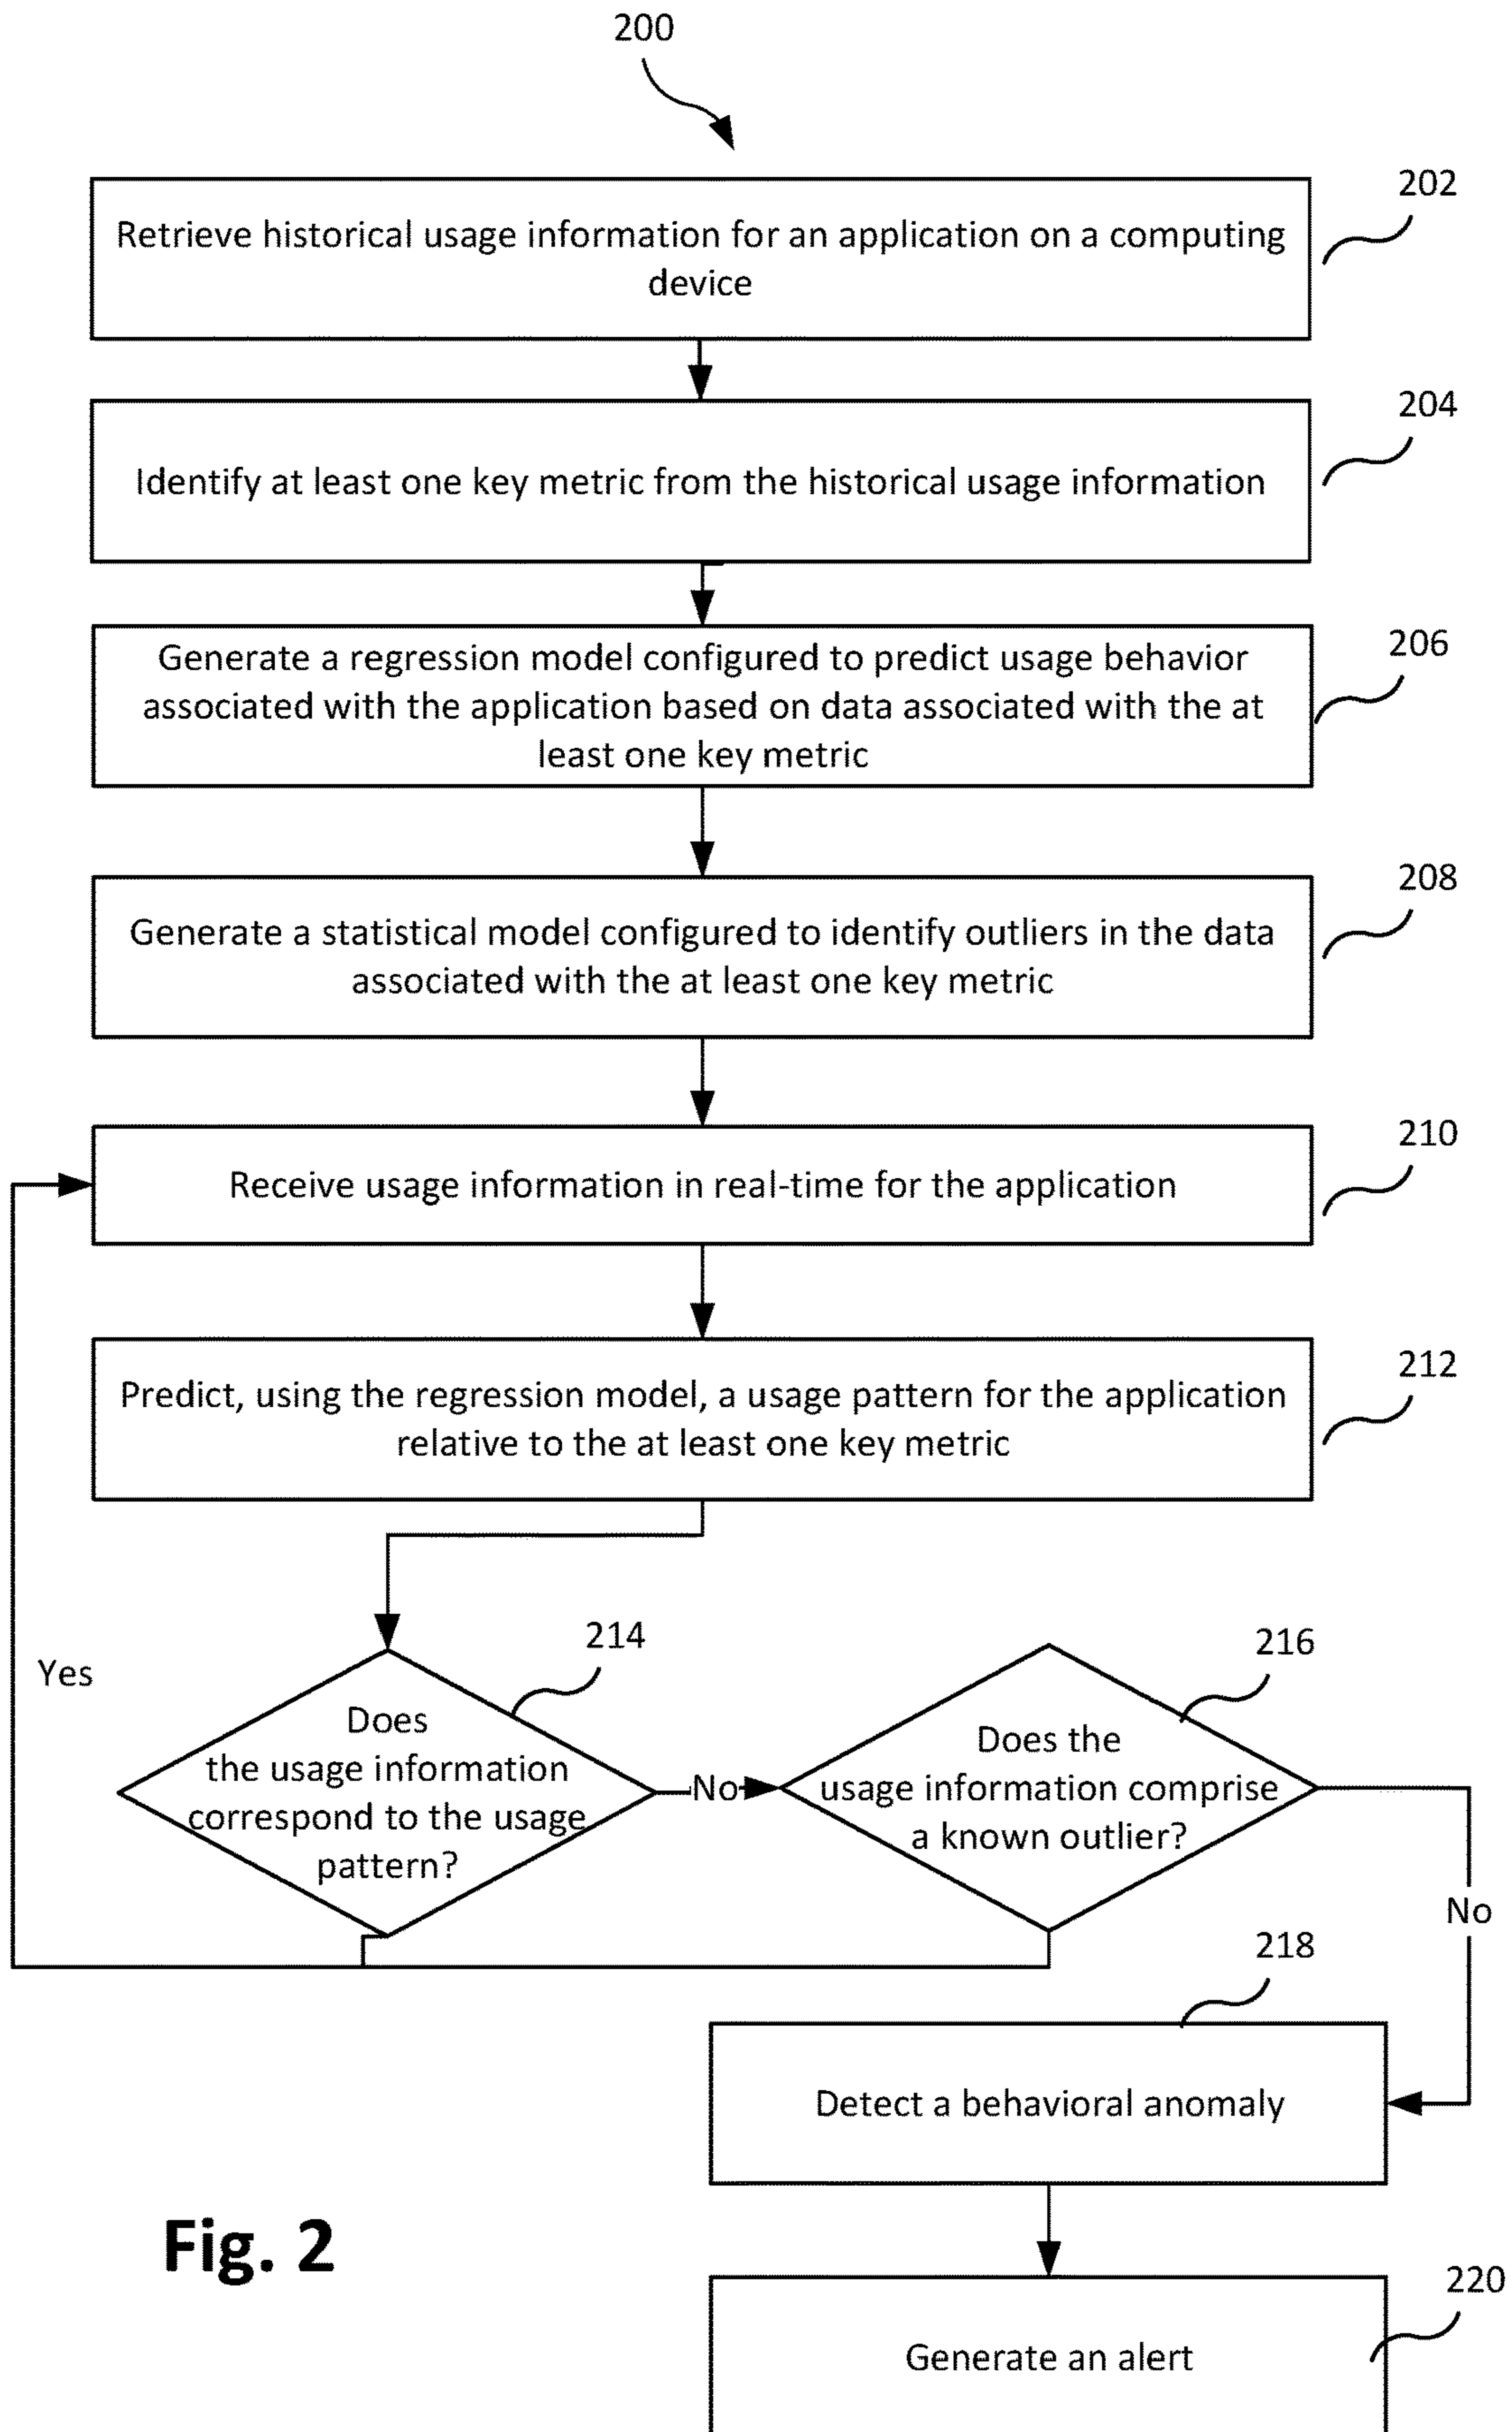 200
202
Retrieve historical usage information for an application on a computing
device
204
Identify at least one key metric from the historical usage information
206
Generate a regression model configured to predict usage behavior
associated with the application based on data associated with the at
least one key metric
208
Generate a statistical model configured to identify outliers in the data
associated with the at least one key metric
210
Receive usage information in real-time for the application
212
Predict, using the regression model, a usage pattern for the application
relative to the at least one key metric
214
216
Yes
Does
the usage information
correspond to the usage
pattern?
No
Does the
usage information comprise
a known outlier?
No
218
Detect a behavioral anomaly
Fig. 2
220
Generate an alert